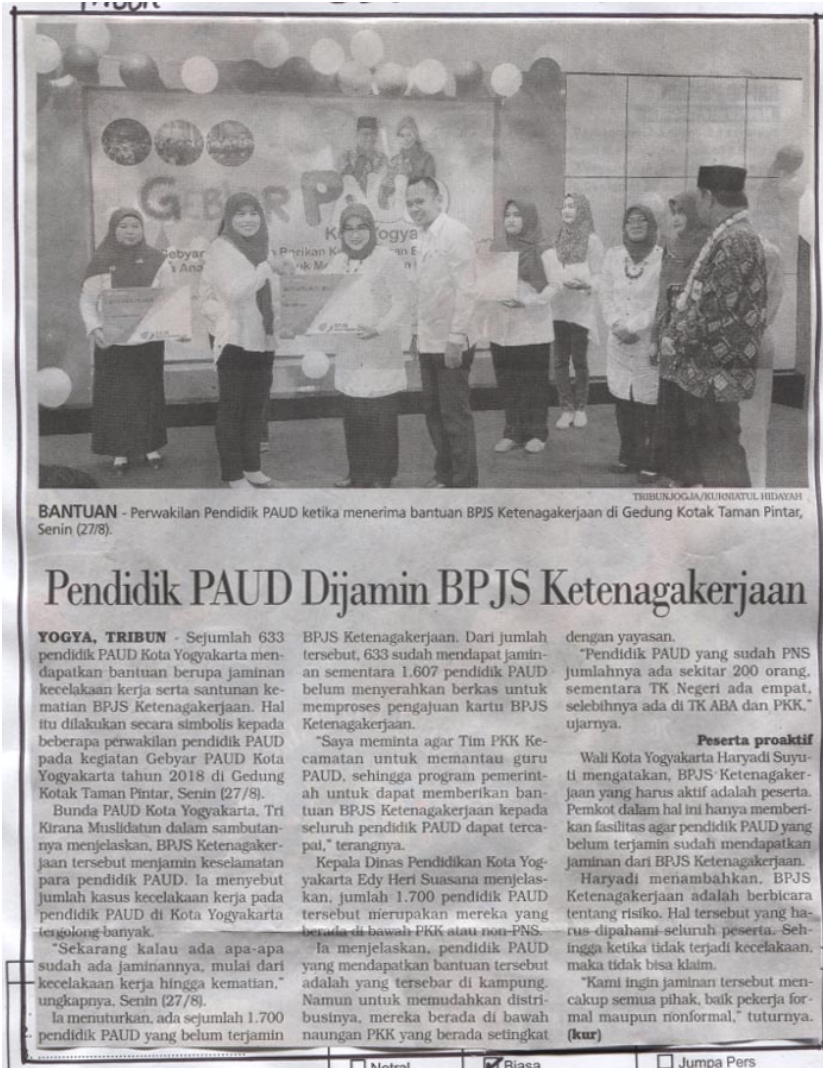 GEBYAR PAUD
TRIBUNJOGJA/KURNIATUL HIDAYAH
BANTUAN - Perwakilan Pendidik PAUD ketika menerima bantuan BPJS Ketenagakerjaan di Gedung Kotak Taman Pintar,
Senin (27/8).
Pendidik PAUD Dijamin BPJS Ketenagakerjaan
YOGYA, TRIBUN - Sejumlah 633
pendidik PAUD Kota Yogyakarta men-
dapatkan bantuan berupa jaminan
kecelakaan kerja serta santunan ke-
matian BPJS Ketenagakerjaan. Hal
itu dilakukan secara simbolis kepada
beberapa perwakilan pendidik PAUD
pada kegiatan Gebyar PAUD Kota
Yogyakarta tahun 2018 di Gedung
Kotak Taman Pintar, Senin (27/8).
Bunda PAUD Kota Yogyakarta, Tri
Kirana Muslidatun dalam sambutan-
nya menjelaskan, BPJS Ketenagaker-
jaan tersebut menjamin keselamatan
para pendidik PAUD. Ia menyebut
jumlah kasus kecelakaan kerja pada
pendidik PAUD di Kota Yogyakarta
tergolong banyak.
"Sekarang kalau ada apa-apa
sudah ada jaminannya, mulai dari
kecelakaan kerja hingga kematian,"
ungkapnya, Senin (27/8).
Ia menuturkan, ada sejumlah 1.700
pendidik PAUD yang belum terjamin
BPJS Ketenagakerjaan. Dari jumlah
tersebut, 633 sudah mendapat jamin-
an sementara 1.607 pendidik PAUD
belum menyerahkan berkas untuk
memproses pengajuan kartu BPJS
Ketenagakerjaan.
"Saya meminta agar Tim PKK Ke-
camatan untuk memantau guru
PAUD, sehingga program pemerint-
ah untuk dapat memberikan ban-
tuan BPJS Ketenagakerjaan kepada
seluruh pendidik PAUD dapat terca-
pai," terangnya.
Kepala Dinas Pendidikan Kota Yog-
yakarta Edy Heri Suasana menjelas-
kan, jumlah 1.700 pendidik PAUD
tersebut merupakan mereka yang
berada di bawah PKK atau non-PNS.
Ia menjelaskan, pendidik PAUD
yang mendapatkan bantuan tersebut
adalah yang tersebar di kampung.
Namun untuk memudahkan distri-
businya, mereka berada di bawah
naungan PKK yang berada setingkat
dengan yayasan.
"Pendidik PAUD yang sudah PNS
jumlahnya ada sekitar 200 orang,
sementara TK Negeri ada empat,
selebihnya ada di TK ABA dan PKK,"
ujarnya.
Peserta proaktif
Wali Kota Yogyakarta Haryadi Suyu-
ti mengatakan, BPJS Ketenagaker-
jaan yang harus aktif adalah peserta.
Pemkot dalam hal ini hanya memberi-
kan fasilitas agar pendidik PAUD yang
belum terjamin sudah mendapatkan
jaminan dari BPJS Ketenagakerjaan.
Haryadi menambahkan, BPJS
Ketenagakerjaan adalah berbicara
tentang risiko. Hal tersebut yang ha-
rus dipahami seluruh peserta. Seh-
ingga ketika tidak terjadi kecelakaan,
maka tidak bisa klaim.
"Kami ingin jaminan tersebut men-
cakup semua pihak, baik pekerja for-
mal maupun nonformal," tuturnya.
(kur)
Netral Biasa Jumpa Pers